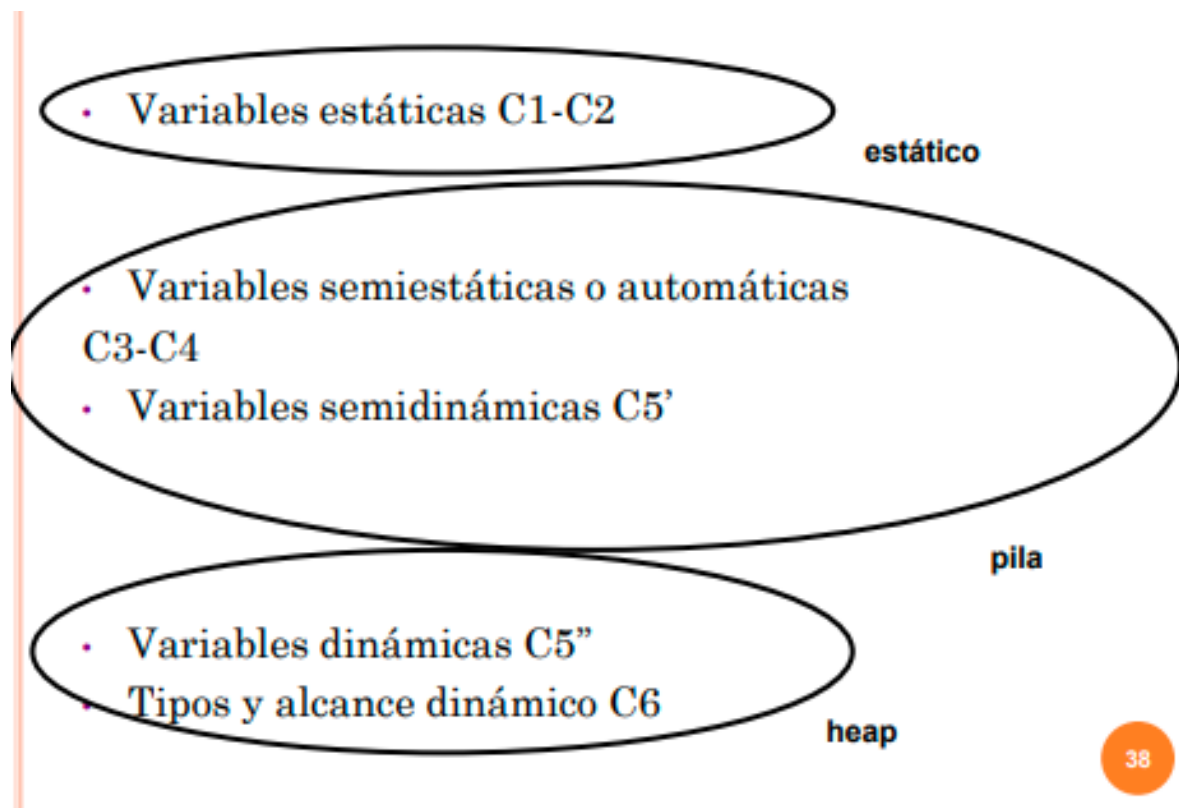 • Variables estáticas C1-C2
estático
• Variables semiestáticas o automáticas
C3-C4
• Variables semidinámicas C5’
pila
• Variables dinámicas C5”
• Tipos y alcance dinámico C6
heap
38